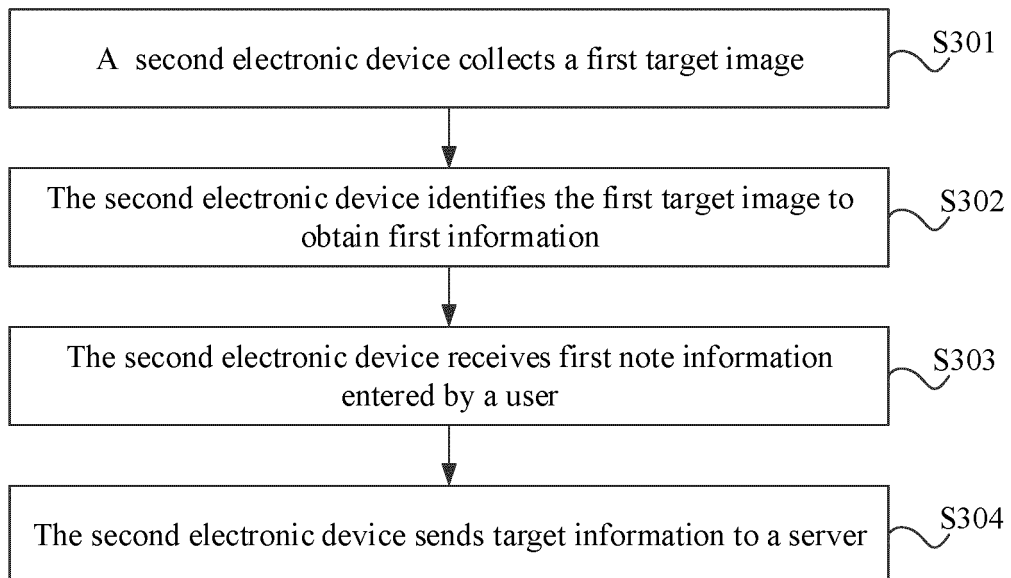 A second electronic device collects a first target image
S301
The second electronic device identifies the first target image to
obtain first information
S302
The second electronic device receives first note information
entered by a user
S303
The second electronic device sends target information to a server
S304